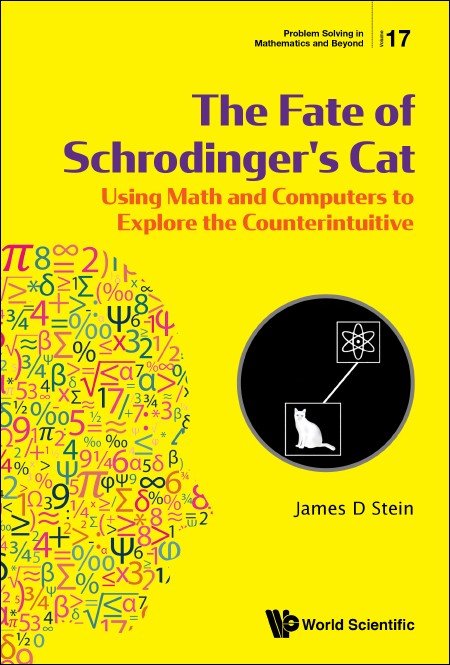 Problem Solving in
Mathematics and Beyond
Volume
17
The Fate of
Schrodinger's Cat
Using Math and Computers to
Explore the Counterintuitive
James D Stein
World Scientific